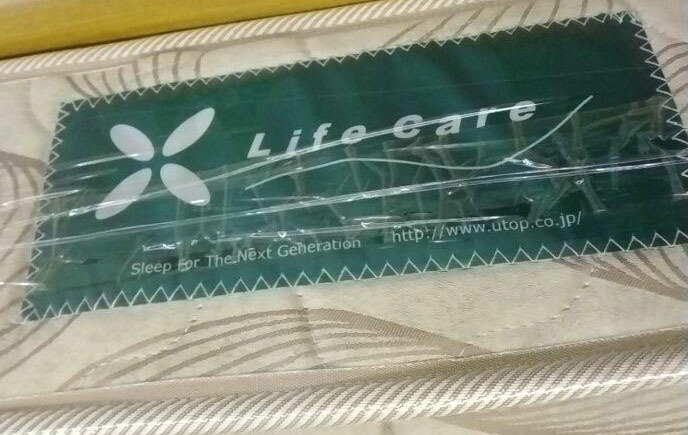 Life Care
Sleep For The Next Generation
http://www.utop.co.jp/